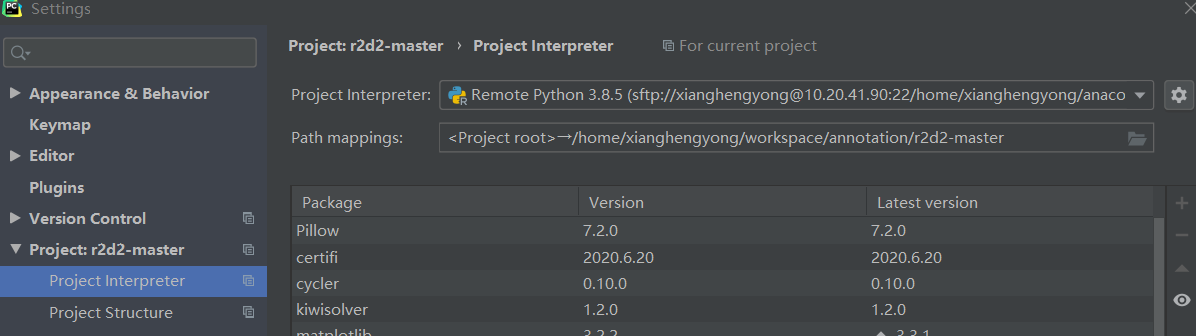 PC Settings
Project: r2d2-master › Project Interpreter For current project
Appearance & Behavior
Keymap
Editor
Plugins
Version Control
Project: r2d2-master
Project Interpreter
Project Structure
Project Interpreter: Remote Python 3.8.5 (sftp://xianghengyong@10.20.41.90:22/home/xianghengyong/anaco
Path mappings: <Project root>→/home/xianghengyong/workspace/annotation/r2d2-master
Package Version Latest version
Pillow 7.2.0 7.2.0
certifi 2020.6.20 2020.6.20
cycler 0.10.0 0.10.0
kiwisolver 1.2.0 1.2.0
matplotlib 3.2.2 3.3.1